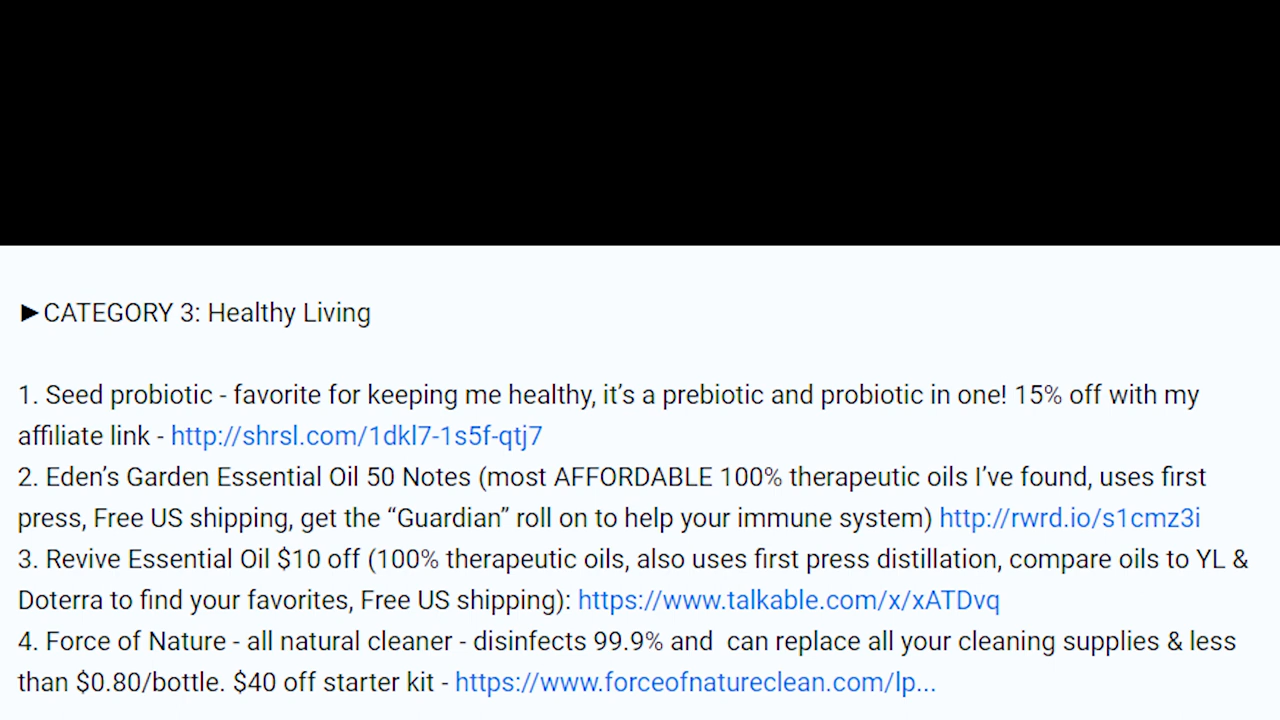 ►CATEGORY 3: Healthy Living
1. Seed probiotic - favorite for keeping me healthy, it’s a prebiotic and probiotic in one! 15% off with my
affiliate link - http://shrsl.com/1dkl7-1s5f-qtj7
2. Eden’s Garden Essential Oil 50 Notes (most AFFORDABLE 100% therapeutic oils I’ve found, uses first
press, Free US shipping, get the “Guardian” roll on to help your immune system) http://rwrd.io/s1cmz3i
3. Revive Essential Oil $10 off (100% therapeutic oils, also uses first press distillation, compare oils to YL &
Doterra to find your favorites, Free US shipping): https://www.talkable.com/x/xATDvq
4. Force of Nature - all natural cleaner - disinfects 99.9% and  can replace all your cleaning supplies & less
than $0.80/bottle. $40 off starter kit - https://www.forceofnatureclean.com/lp...